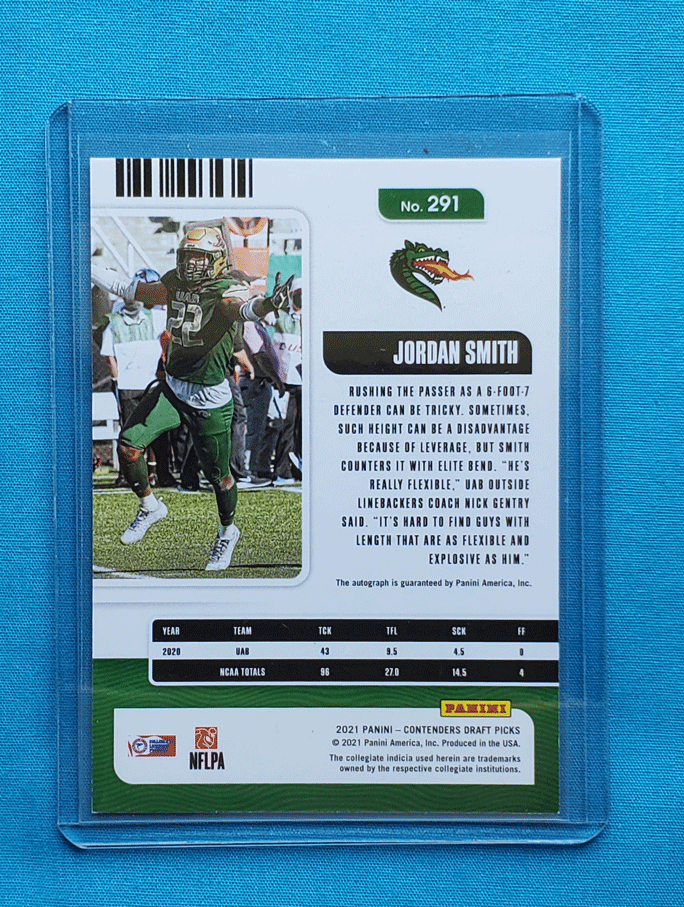 No. 291
UAB
22
JORDAN SMITH
RUSHING THE PASSER AS A 6-FOOT-7
DEFENDER CAN BE TRICKY. SOMETIMES,
SUCH HEIGHT CAN BE A DISADVANTAGE
BECAUSE OF LEVERAGE, BUT SMITH
COUNTERS IT WITH ELITE BEND. "HE'S
REALLY FLEXIBLE," UAB OUTSIDE
LINEBACKERS COACH NICK GENTRY
SAID. "IT'S HARD TO FIND GUYS WITH
LENGTH THAT ARE AS FLEXIBLE AND
EXPLOSIVE AS HIM."
The autograph is guaranteed by Panini America, Inc.
YEAR TEAM TCK TFL SCK FF
2020 UAB 43 9.5 4.5 0
NCAA TOTALS 96 27.0 14.5 4
PANINI
2021 PANINI – CONTENDERS DRAFT PICKS
© 2021 Panini America, Inc. Produced in the USA.
The collegiate indicia used herein are trademarks
owned by the respective collegiate institutions.
NFLPA